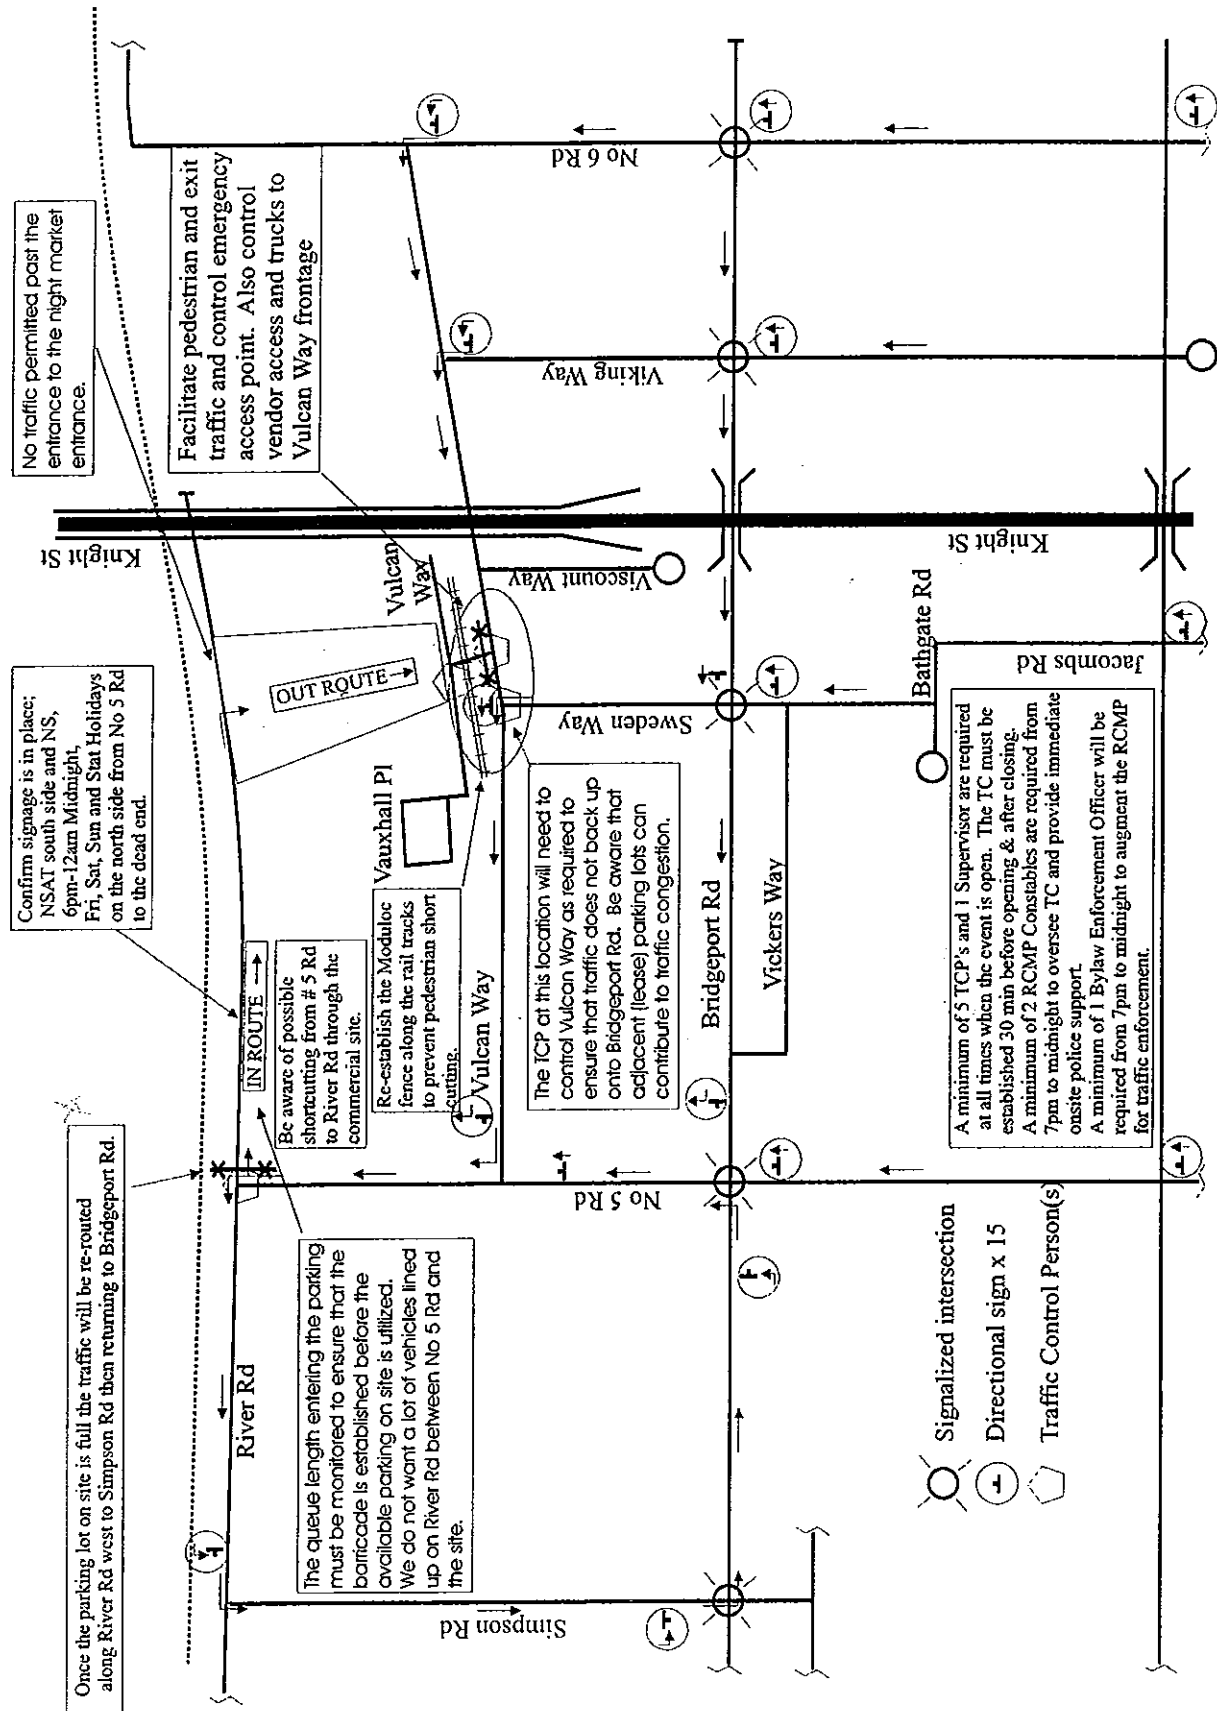 Once the parking lot on site is full the traffic will be re-routed
along River Rd west to Simpson Rd then returning to Bridgeport Rd.
Confirm signage is in place;
NSAT south side and NS,
6pm-12am Midnight,
Fri, Sat, Sun and Stat Holidays
on the north side from No 5 Rd
to the dead end.
No traffic permitted past the
entrance to the night market
entrance.
Knight St
River Rd
IN ROUTE
OUT ROUTE
Be aware of possible
shortcutting from # 5 Rd
to River Rd through the
commercial site.
Facilitate pedestrian and exit
traffic and control emergency
access point. Also control
vendor access and trucks to
Vulcan Way frontage
The queue length entering the parking
must be monitored to ensure that the
barricade is established before the
available parking on site is utilized.
We do not want a lot of vehicles lined
up on River Rd between No 5 Rd and
the site.
Vauxhall Pl
Vulcan
Way
Re-establish the Moduloc
fence along the rail tracks
to prevent pedestrian short
cutting.
Vulcan Way
Simpson Rd
No 5 Rd
The TCP at this location will need to
control Vulcan Way as required to
ensure that traffic does not back up
onto Bridgeport Rd. Be aware that
adjacent (lease) parking lots can
contribute to traffic congestion.
Sweden Way
Viscount Way
Viking Way
No 6 Rd
Bridgeport Rd
Vickers Way
Bathgate Rd
Knight St
Jacombs Rd
Signalized intersection
Directional sign x 15
Traffic Control Person(s)
A minimum of 5 TCP's and 1 Supervisor are required
at all times when the event is open. The TC must be
established 30 min before opening & after closing.
A minimum of 2 RCMP Constables are required from
7pm to midnight to oversee TC and provide immediate
onsite police support.
A minimum of 1 Bylaw Enforcement Officer will be
required from 7pm to midnight to augment the RCMP
for traffic enforcement.